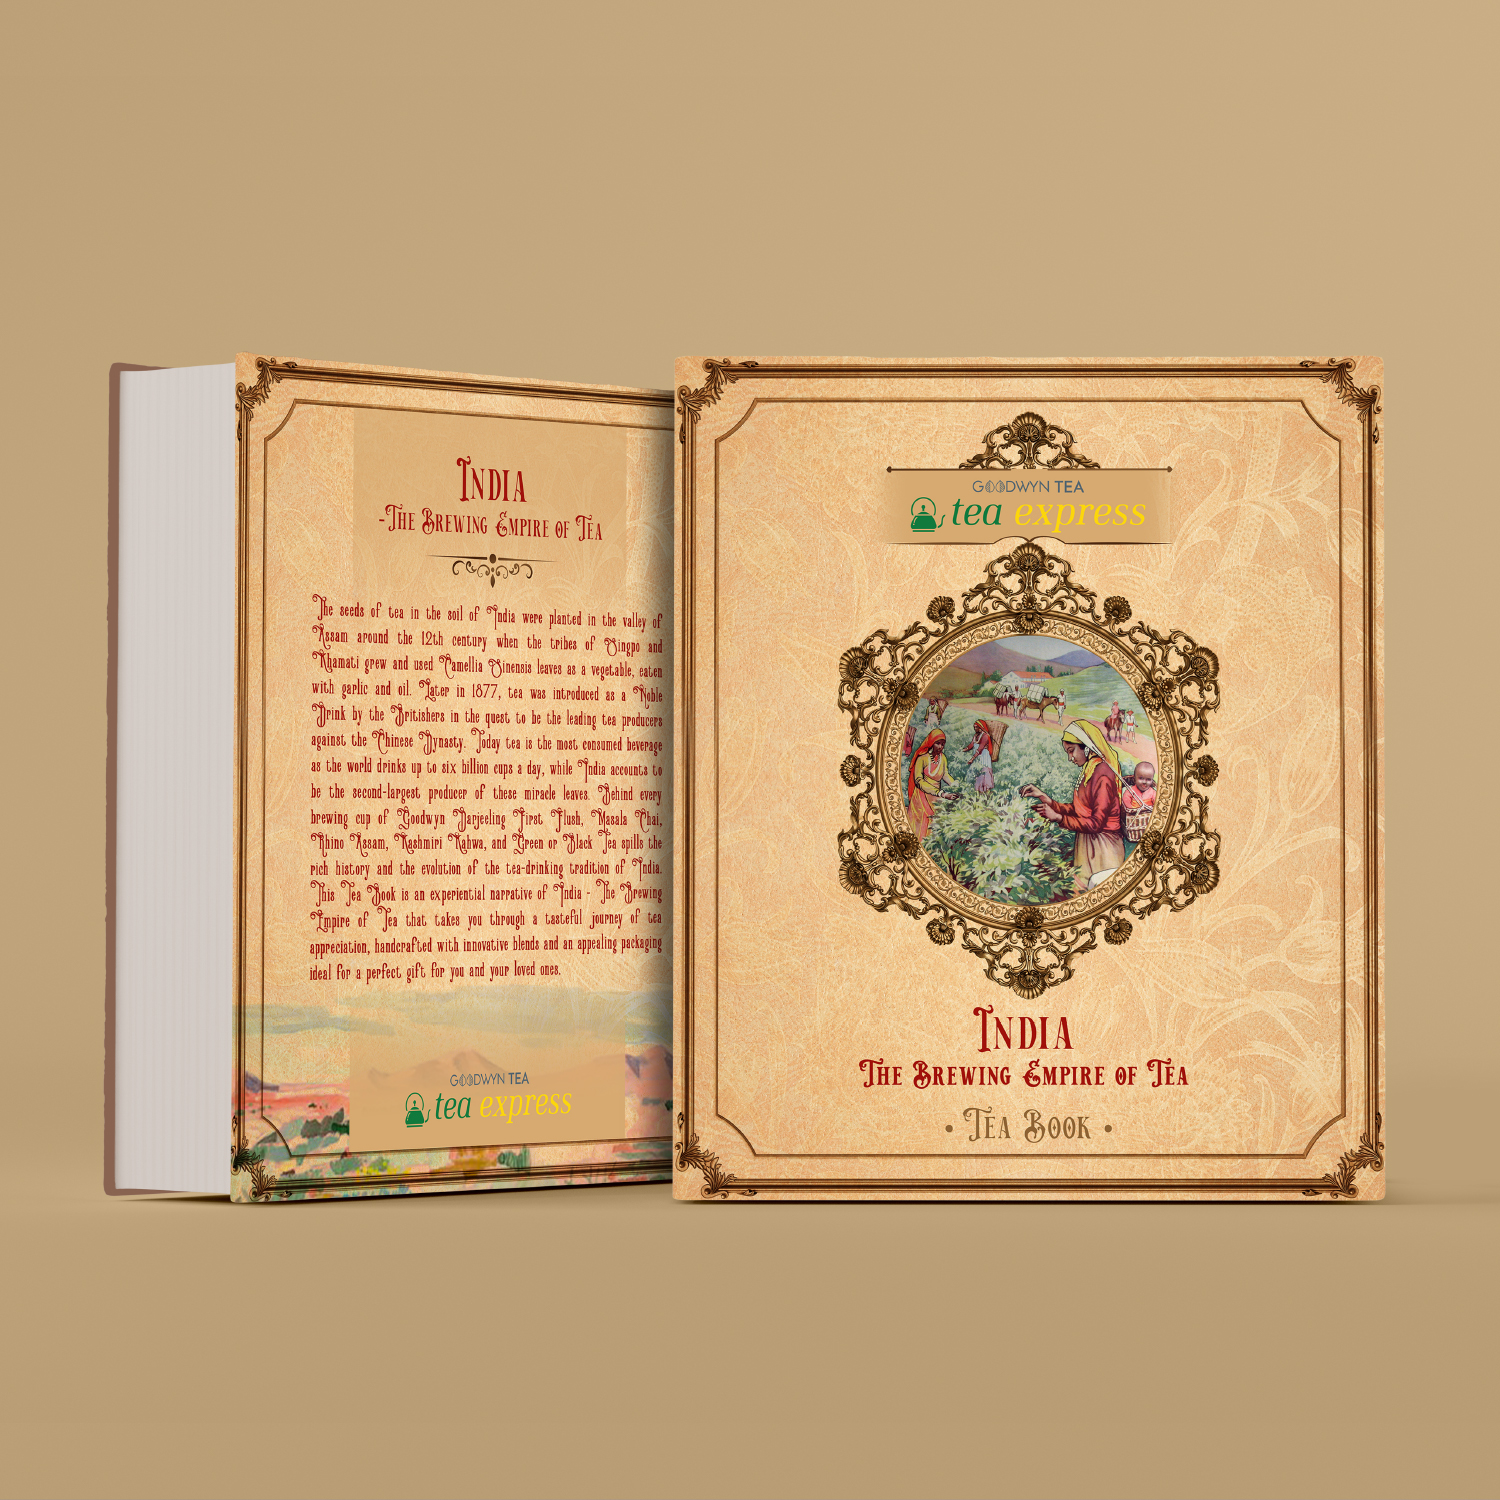 India
-The Brewing Empire of Tea
The seeds of tea in the soil of India were planted in the valley of
Assam around the 12th century when the tribes of Singpo and
Khamati grew and used Camellia Sinensis leaves as a vegetable, eaten
with garlic and oil. Later in 1877, tea was introduced as a Noble
Drink by the Britishers in the quest to be the leading tea producers
against the Chinese Dynasty. Today tea is the most consumed beverage
as the world drinks up to six billion cups a day, while India accounts to
be the second-largest producer of these miracle leaves. Behind every
brewing cup of Goodwyn Darjeeling First Flush, Masala Chai,
Rhino Assam, Kashmiri Kahwa, and Green or Black Tea spills the
rich history and the evolution of the tea-drinking tradition of India.
This Tea Book is an experiential narrative of India - The Brewing
Empire of Tea that takes you through a tasteful journey of tea
appreciation, handcrafted with innovative blends and an appealing packaging
ideal for a perfect gift for you and your loved ones.
GOODWYN TEA
tea express
GOODWYN TEA
tea express
India
The Brewing Empire of Tea
• Tea Book •